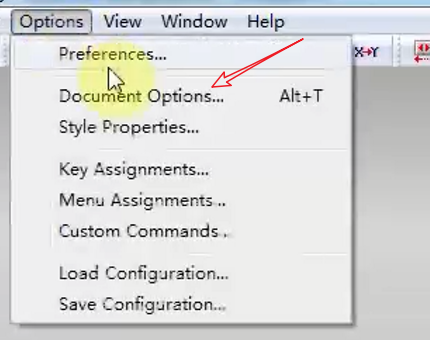 Options View Window Help
X→Y
Preferences...
Document Options... Alt+T
Style Properties...
Key Assignments...
Menu Assignments..
Custom Commands.
Load Configuration...
Save Configuration...